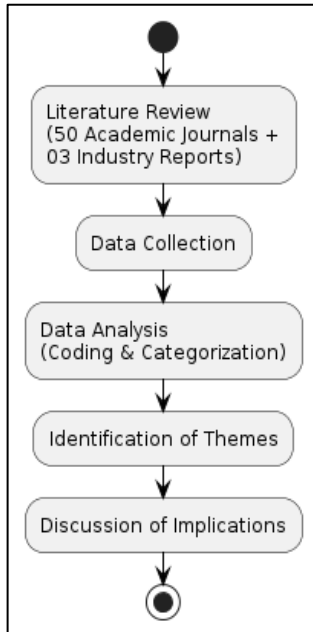 Literature Review
(50 Academic Journals +
03 Industry Reports)
Data Collection
Data Analysis
(Coding & Categorization)
Identification of Themes
Discussion of Implications